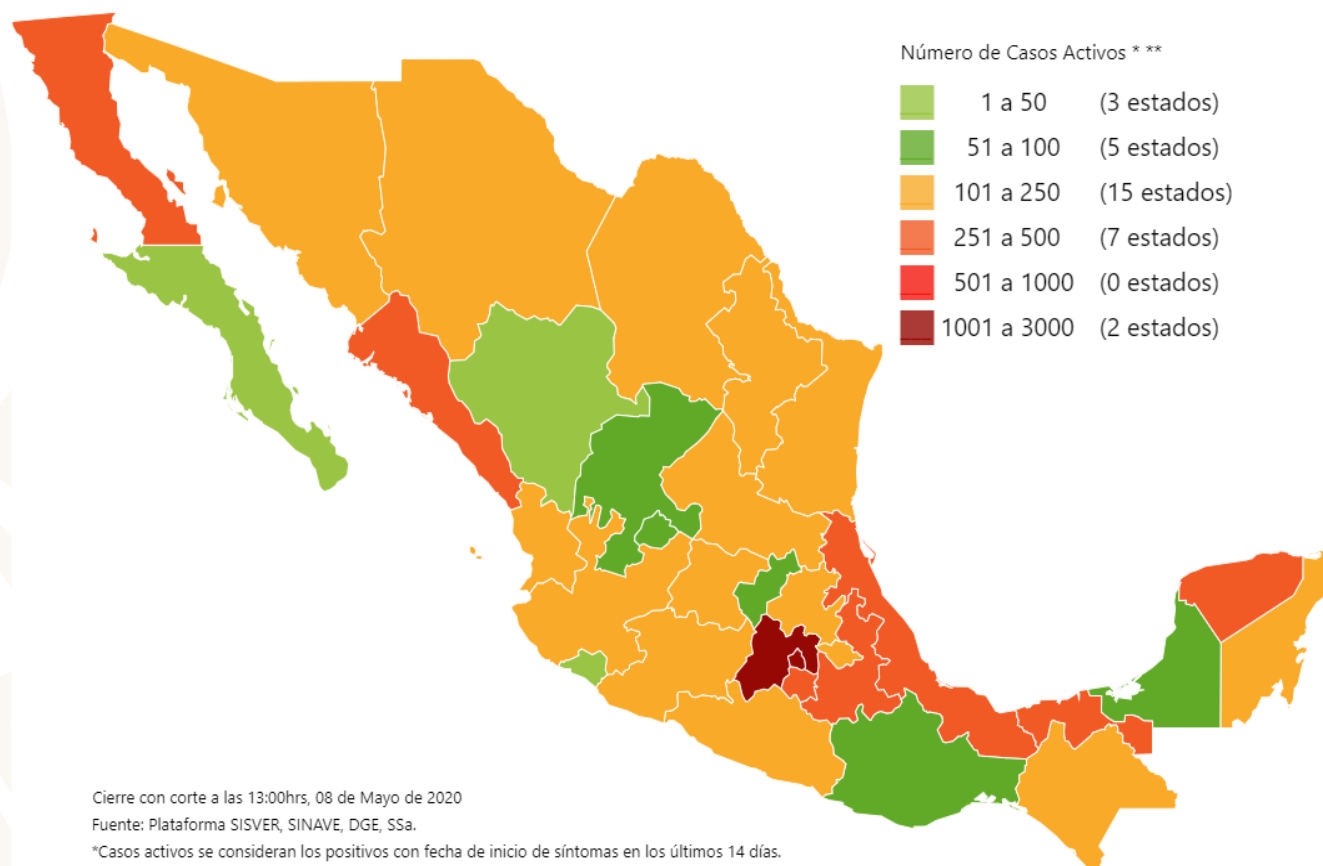 Número de Casos Activos * **
1 a 50 (3 estados)
51 a 100 (5 estados)
101 a 250 (15 estados)
251 a 500 (7 estados)
501 a 1000 (0 estados)
1001 a 3000 (2 estados)
Cierre con corte a las 13:00hrs, 08 de Mayo de 2020
Fuente: Plataforma SISVER, SINAVE, DGE, SSa.
*Casos activos se consideran los positivos con fecha de inicio de síntomas en los últimos 14 días.